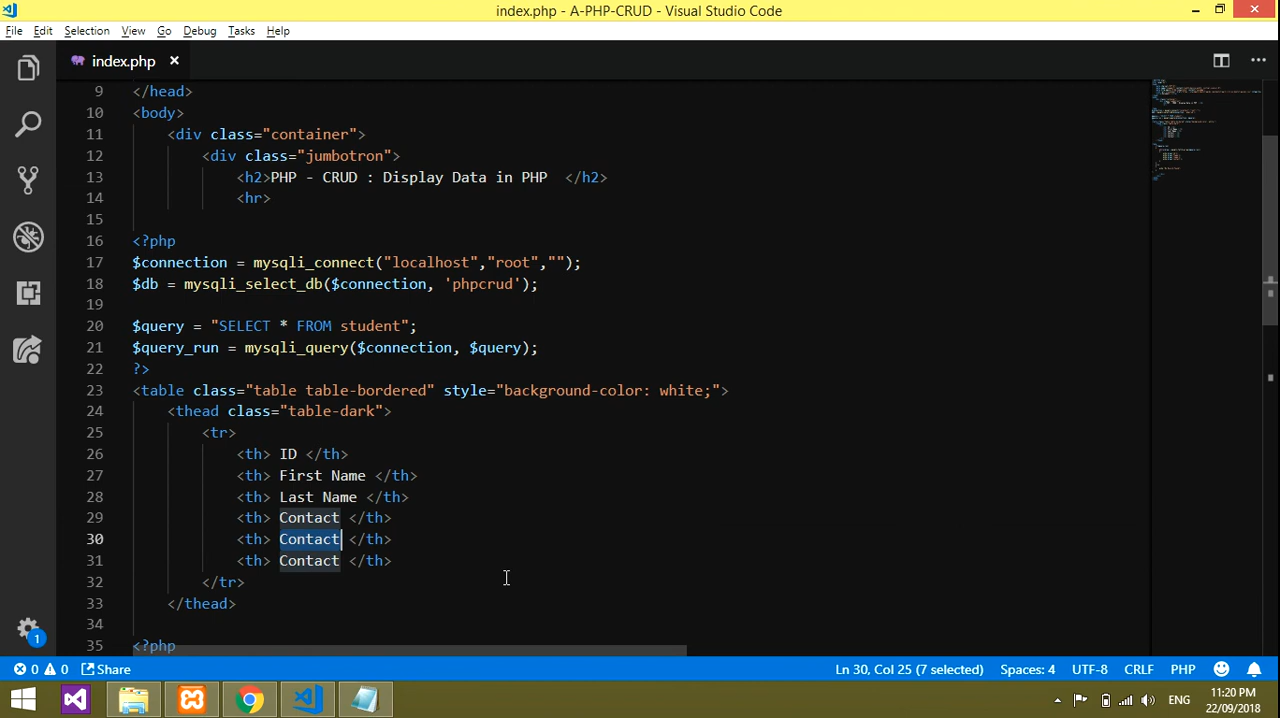 index.php - A-PHP-CRUD - Visual Studio Code
File Edit Selection View Go Debug Tasks Help
index.php
9 </head>
10 <body>
11 <div class="container">
12 <div class="jumbotron">
13 <h2>PHP - CRUD : Display Data in PHP </h2>
14 <hr>
15
16 <?php
17 $connection = mysqli_connect("localhost","root","");
18 $db = mysqli_select_db($connection, 'phpcrud');
19
20 $query = "SELECT * FROM student";
21 $query_run = mysqli_query($connection, $query);
22 ?>
23 <table class="table table-bordered" style="background-color: white;">
24 <thead class="table-dark">
25 <tr>
26 <th> ID </th>
27 <th> First Name </th>
28 <th> Last Name </th>
29 <th> Contact </th>
30 <th> Contact </th>
31 <th> Contact </th>
32 </tr>
33 </thead>
34
35 <?php
1
0 0 Share Ln 30, Col 25 (7 selected) Spaces: 4 UTF-8 CRLF PHP
ENG
11:20 PM
22/09/2018